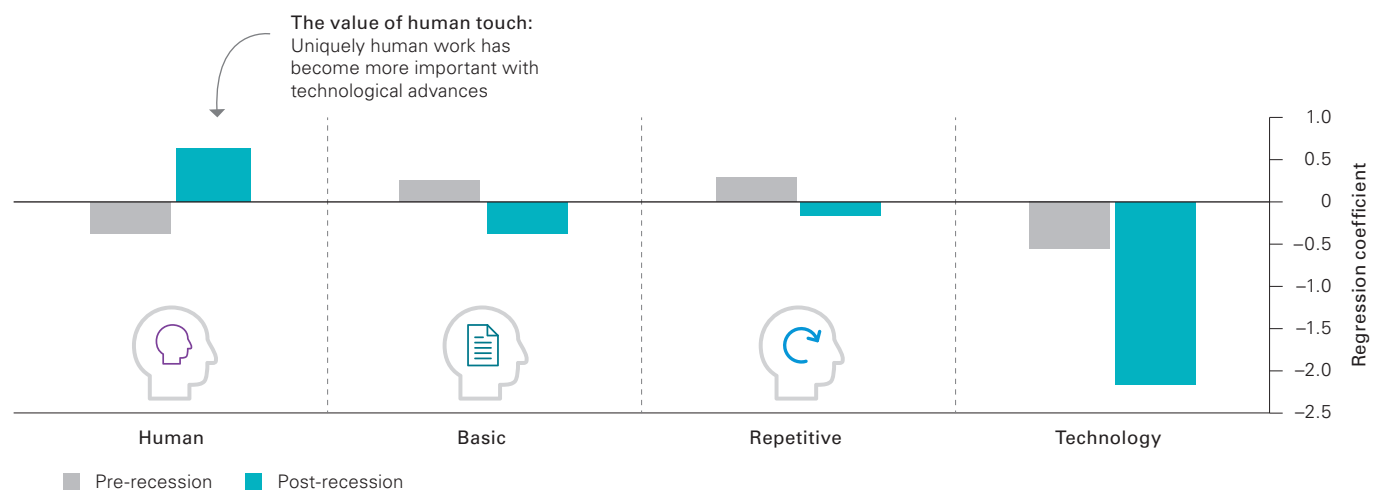 The value of human touch:
Uniquely human work has
become more important with
technological advances
1.0
0.5
0
–0.5
–1.0
–1.5
–2.0
–2.5
Regression coefficient
Human
Basic
Repetitive
Technology
Pre-recession
Post-recession